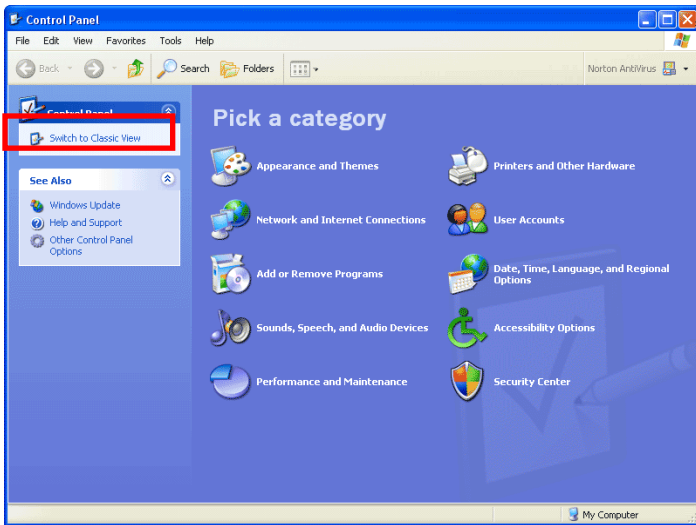 Control Panel
File Edit View Favorites Tools Help
Back Search Folders Norton AntiVirus
Control Panel
Switch to Classic View
See Also
Windows Update
Help and Support
Other Control Panel
Options
Pick a category
Appearance and Themes
Printers and Other Hardware
Network and Internet Connections
User Accounts
Add or Remove Programs
Date, Time, Language, and Regional
Options
Sounds, Speech, and Audio Devices
Accessibility Options
Performance and Maintenance
Security Center
My Computer